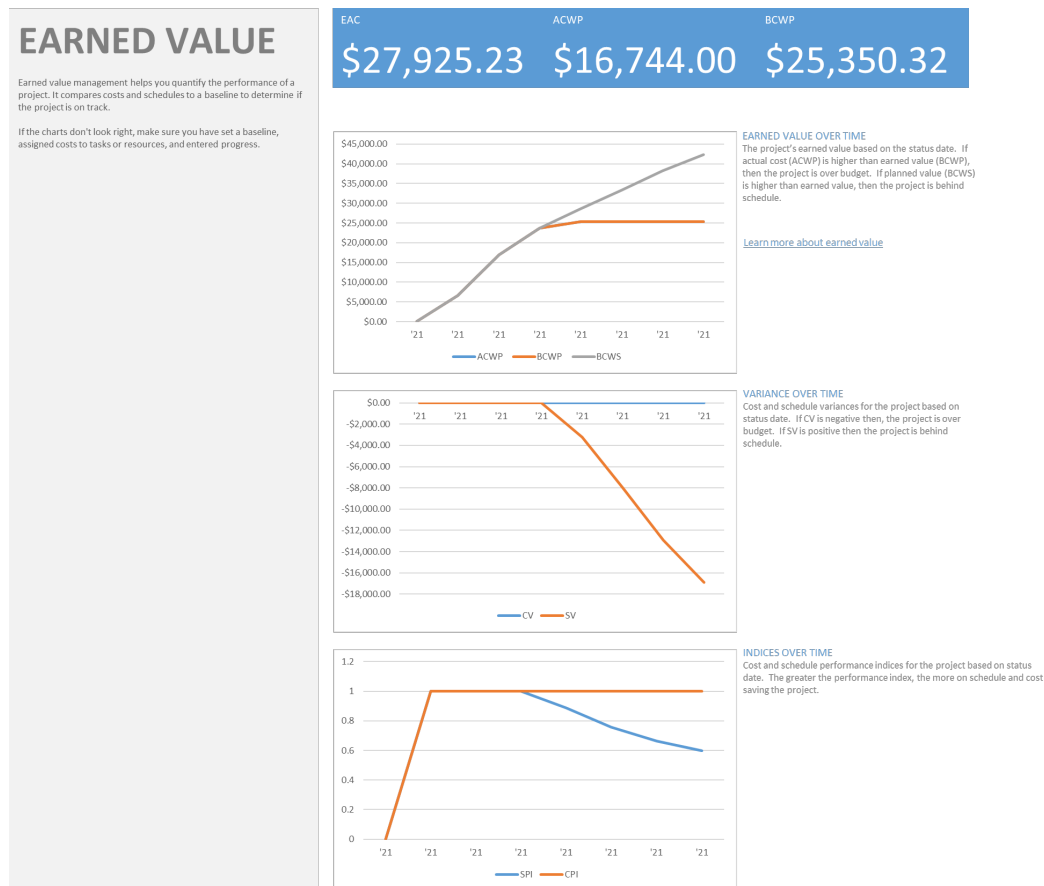 EARNED VALUE
Earned value management helps you quantify the performance of a
project. It compares costs and schedules to a baseline to determine if
the project is on track.
If the charts don't look right, make sure you have set a baseline,
assigned costs to tasks or resources, and entered progress.
EAC ACWP BCWP
$27,925.23 $16,744.00 $25,350.32
$45,000.00
$40,000.00
$35,000.00
$30,000.00
$25,000.00
$20,000.00
$15,000.00
$10,000.00
$5,000.00
$0.00
'21 '21 '21 '21 '21 '21 '21 '21
ACWP BCWP BCWS
EARNED VALUE OVER TIME
The project's earned value based on the status date. If
actual cost (ACWP) is higher than earned value (BCWP),
then the project is over budget. If planned value (BCWS)
is higher than earned value, then the project is behind
schedule.
Learn more about earned value
$0.00
'21 '21 '21 '21 '21 '21 '21 '21
-$2,000.00
-$4,000.00
-$6,000.00
-$8,000.00
-$10,000.00
-$12,000.00
-$14,000.00
-$16,000.00
-$18,000.00
CV SV
VARIANCE OVER TIME
Cost and schedule variances for the project based on
status date. If CV is negative then, the project is over
budget. If SV is positive then the project is behind
schedule.
1.2
1
0.8
0.6
0.4
0.2
0
'21 '21 '21 '21 '21 '21 '21 '21
SPI CPI
INDICES OVER TIME
Cost and schedule performance indices for the project based on status
date. The greater the performance index, the more on schedule and cost
saving the project.